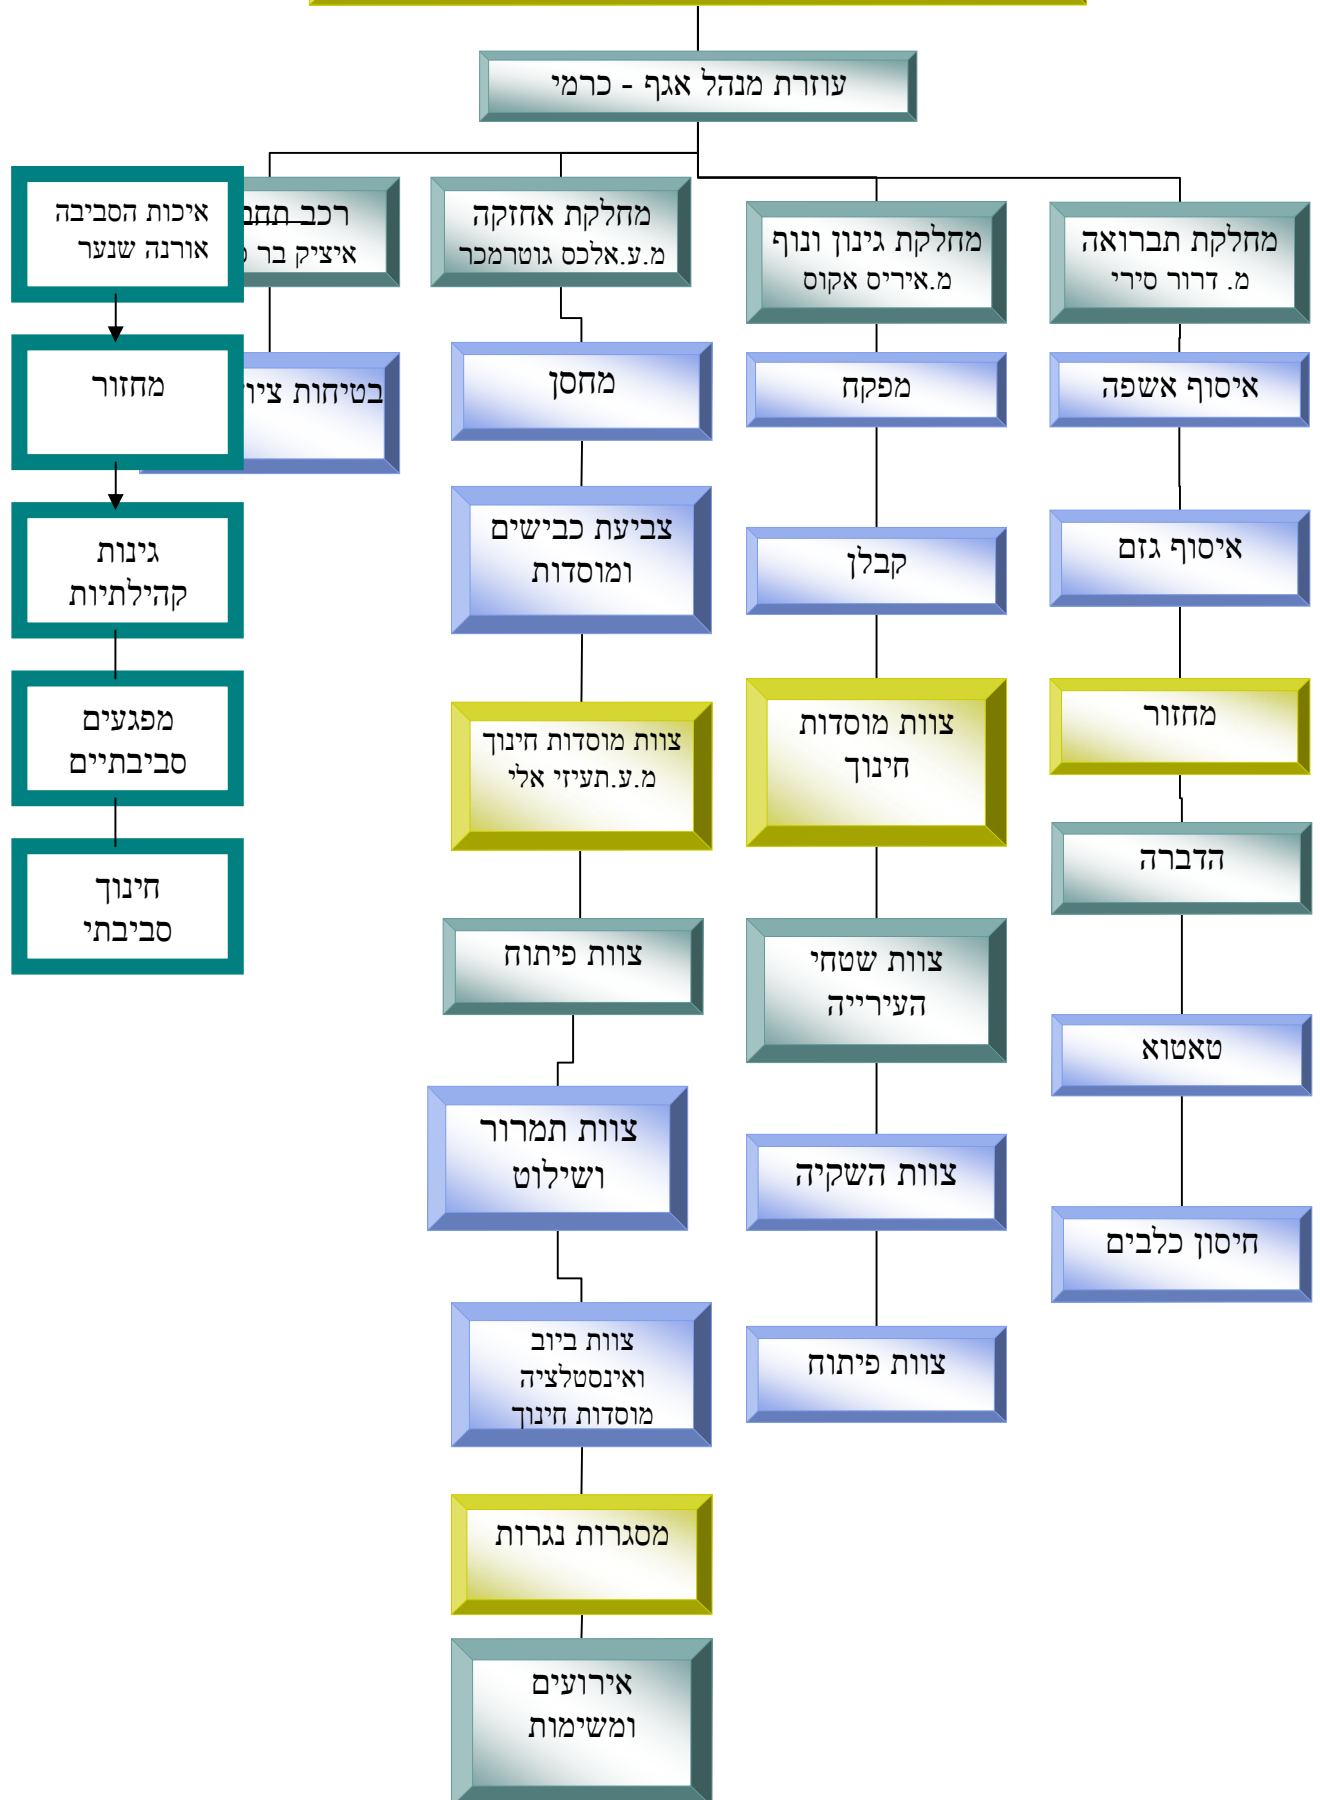 עוזרת מנהל אגף - כרמי
מחלקת תברואה
מ. דרור סירי
איסוף אשפה
איסוף גזם
מחזור
הדברה
טאטוא
חיסון כלבים
מחלקת גינון ונוף
מ.איריס אקוס
מפקח
קבלן
צוות מוסדות
חינוך
צוות שטחי
העירייה
צוות השקיה
צוות פיתוח
מחלקת אחזקה
מ.ע.אלכס גוטרמכר
מחסן
צביעת כבישים
ומוסדות
צוות מוסדות חינוך
מ.ע.תעיזי אלי
צוות פיתוח
צוות תמרור
ושילוט
צוות ביוב
ואינסטלציה
מוסדות חינוך
מסגרות נגרות
אירועים
ומשימות
רכב
איציק בר
בטיחות
איכות הסביבה
אורנה שנער
מחזור
גינות
קהילתיות
מפגעים
סביבתיים
חינוך
סביבתי